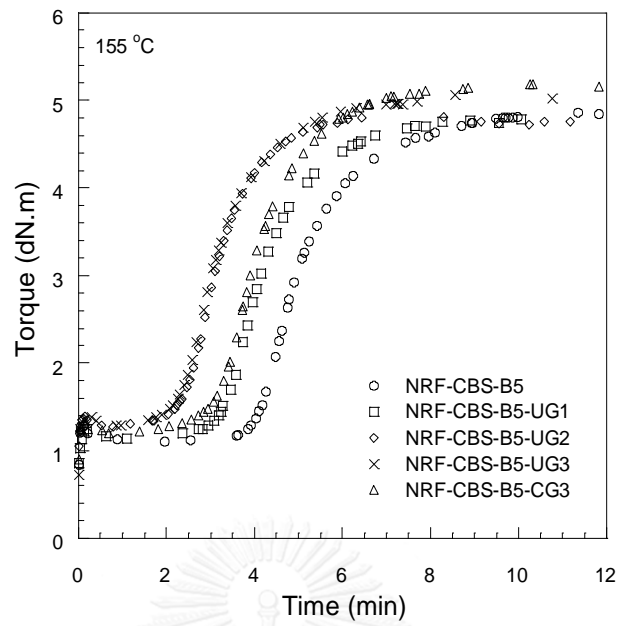 155 °C
Torque (dN.m)
6
5
4
3
2
1
0
NRF-CBS-B5
NRF-CBS-B5-UG1
NRF-CBS-B5-UG2
NRF-CBS-B5-UG3
NRF-CBS-B5-CG3
0 2 4 6 8 10 12
Time (min)